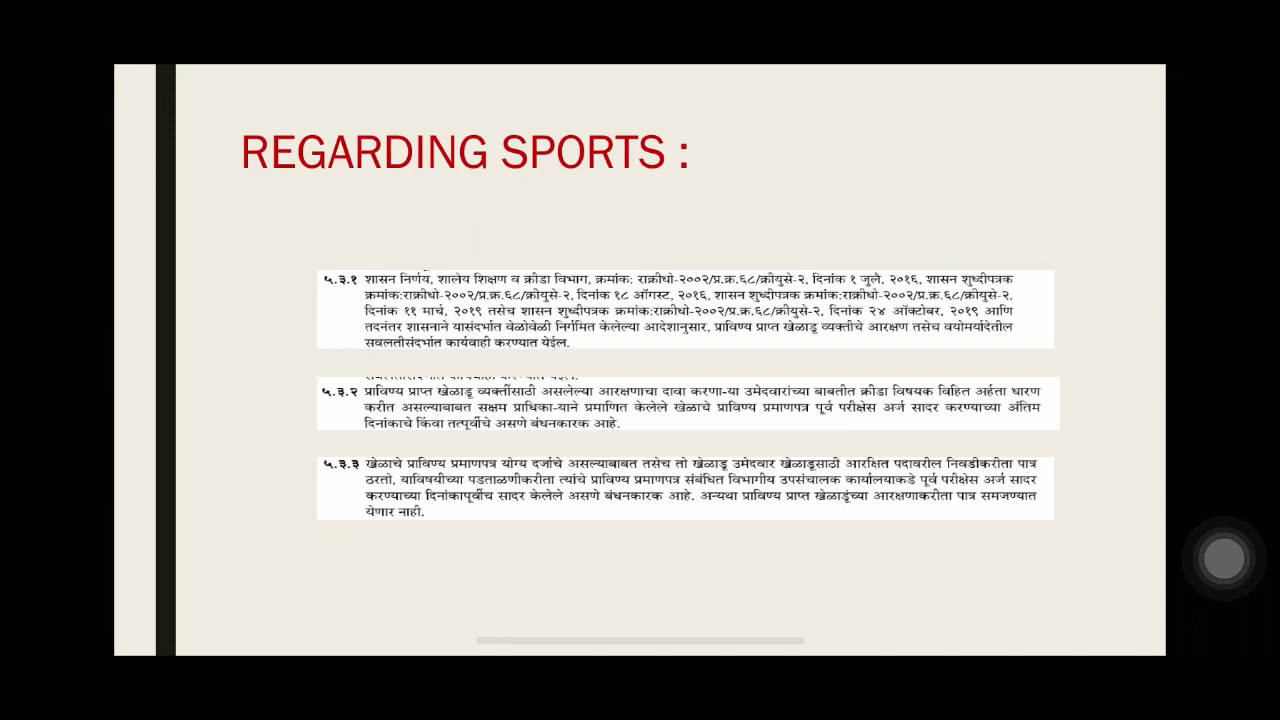 REGARDING SPORTS :
५.३.१ शासन निर्णय, शालेय शिक्षण व क्रीडा विभाग, क्रमांक: राक्रीधो-२००२/प्र.क्र.६८/क्रीयुसे-२, दिनांक १ जुलै, २०१६, शासन शुध्दीपत्रक
क्रमांक:राक्रीधो-२००२/प्र.क्र.६८/क्रीयुसे-२, दिनांक १८ ऑगस्ट, २०१६, शासन शुध्दीपत्रक क्रमांक:राक्रीधो-२००२/प्र.क्र.६८/क्रीयुसे-२,
दिनांक ११ मार्च, २०१९ तसेच शासन शुध्दीपत्रक क्रमांक:राक्रीधो-२००२/प्र.क्र.६८/क्रीयुसे-२, दिनांक २४ ऑक्टोबर, २०१९ आणि
तदनंतर शासनाने यासंदर्भात वेळोवेळी निर्गमित केलेल्या आदेशानुसार, प्राविण्य प्राप्त खेळाडू व्यक्तीचे आरक्षण तसेच वयोमर्यादेतील
सवलतीसंदर्भात कार्यवाही करण्यात येईल.
५.३.२ प्राविण्य प्राप्त खेळाडू व्यक्तींसाठी असलेल्या आरक्षणाचा दावा करणा-या उमेदवारांच्या बाबतीत क्रीडा विषयक विहित अर्हता धारण
करीत असल्याबाबत सक्षम प्राधिका-याने प्रमाणित केलेले खेळाचे प्राविण्य प्रमाणपत्र पूर्व परीक्षेस अर्ज सादर करण्याच्या अंतिम
दिनांकाचे किंवा तत्पूर्वीचे असणे बंधनकारक आहे.
५.३.३ खेळाचे प्राविण्य प्रमाणपत्र योग्य दर्जाचे असल्याबाबत तसेच तो खेळाडू उमेदवार खेळाडूसाठी आरक्षित पदावरील निवडीकरीता पात्र
ठरतो, याविषयीच्या पडताळणीकरीता त्यांचे प्राविण्य प्रमाणपत्र संबंधित विभागीय उपसंचालक कार्यालयाकडे पूर्व परीक्षेस अर्ज सादर
करण्याच्या दिनांकापूर्वीच सादर केलेले असणे बंधनकारक आहे. अन्यथा प्राविण्य प्राप्त खेळाडूंच्या आरक्षणाकरीता पात्र समजण्यात
येणार नाही.